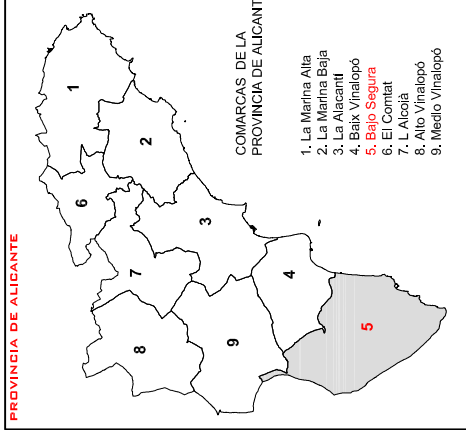 PROVINCIA DE ALICANTE
COMARCAS DE LA
PROVINCIA DE ALICANT
1. La Marina Alta
2. La Marina Baja
3. La Alacantí
4. Baix Vinalopó
5. Bajo Segura
6. El Comtat
7. L Alcoià
8. Alto Vinalopó
9. Medio Vinalopó
1
2
3
4
5
6
7
8
9